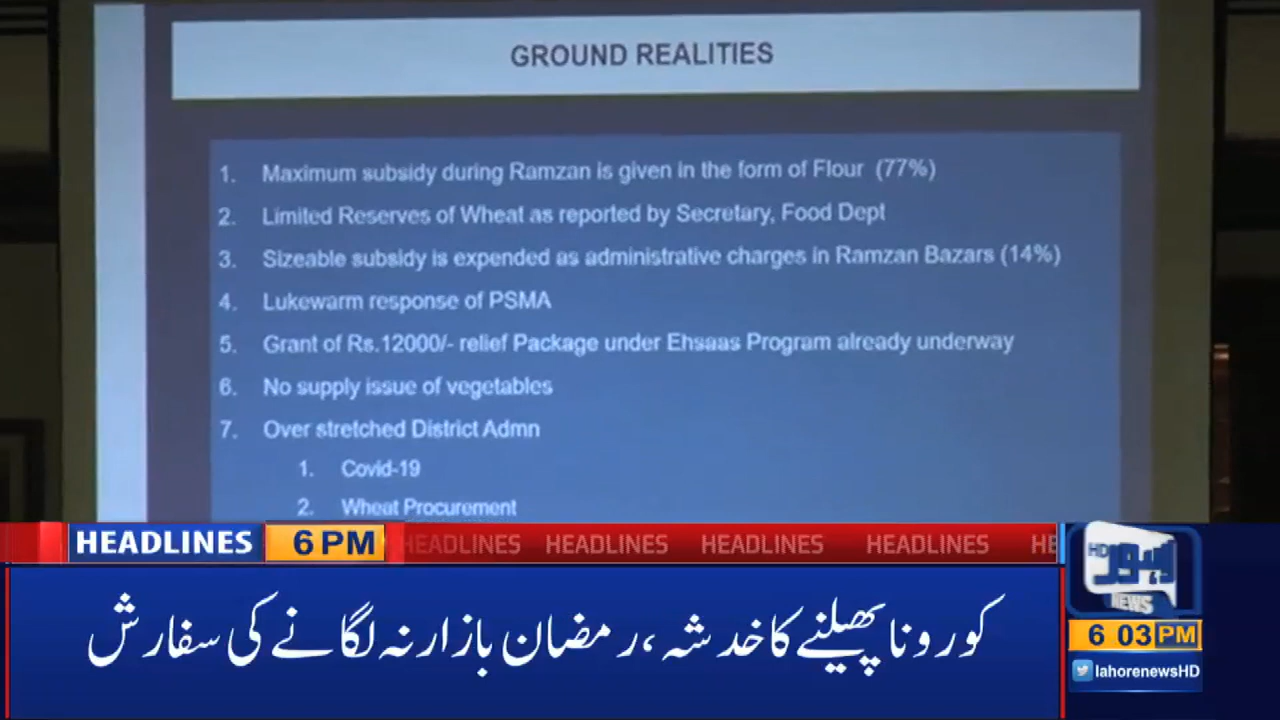 GROUND REALITIES
1. Maximum subsidy during Ramzan is given in the form of Flour (77%)
2. Limited Reserves of Wheat as reported by Secretary, Food Dept
3. Sizeable subsidy is expended as administrative charges in Ramzan Bazars (14%)
4. Lukewarm response of PSMA
5. Grant of Rs.12000/- relief Package under Ehsaas Program already underway
6. No supply issue of vegetables
7. Over stretched District Admn
1. Covid-19
2. Wheat Procurement
HEADLINES 6 PM HEADLINES HEADLINES HEADLINES HEADLINES HE
کورونا پھیلنے کا خدشہ، رمضان بازار نہ لگانے کی سفارش
HD لاہور
NEWS
6 03 PM
lahorenewsHD